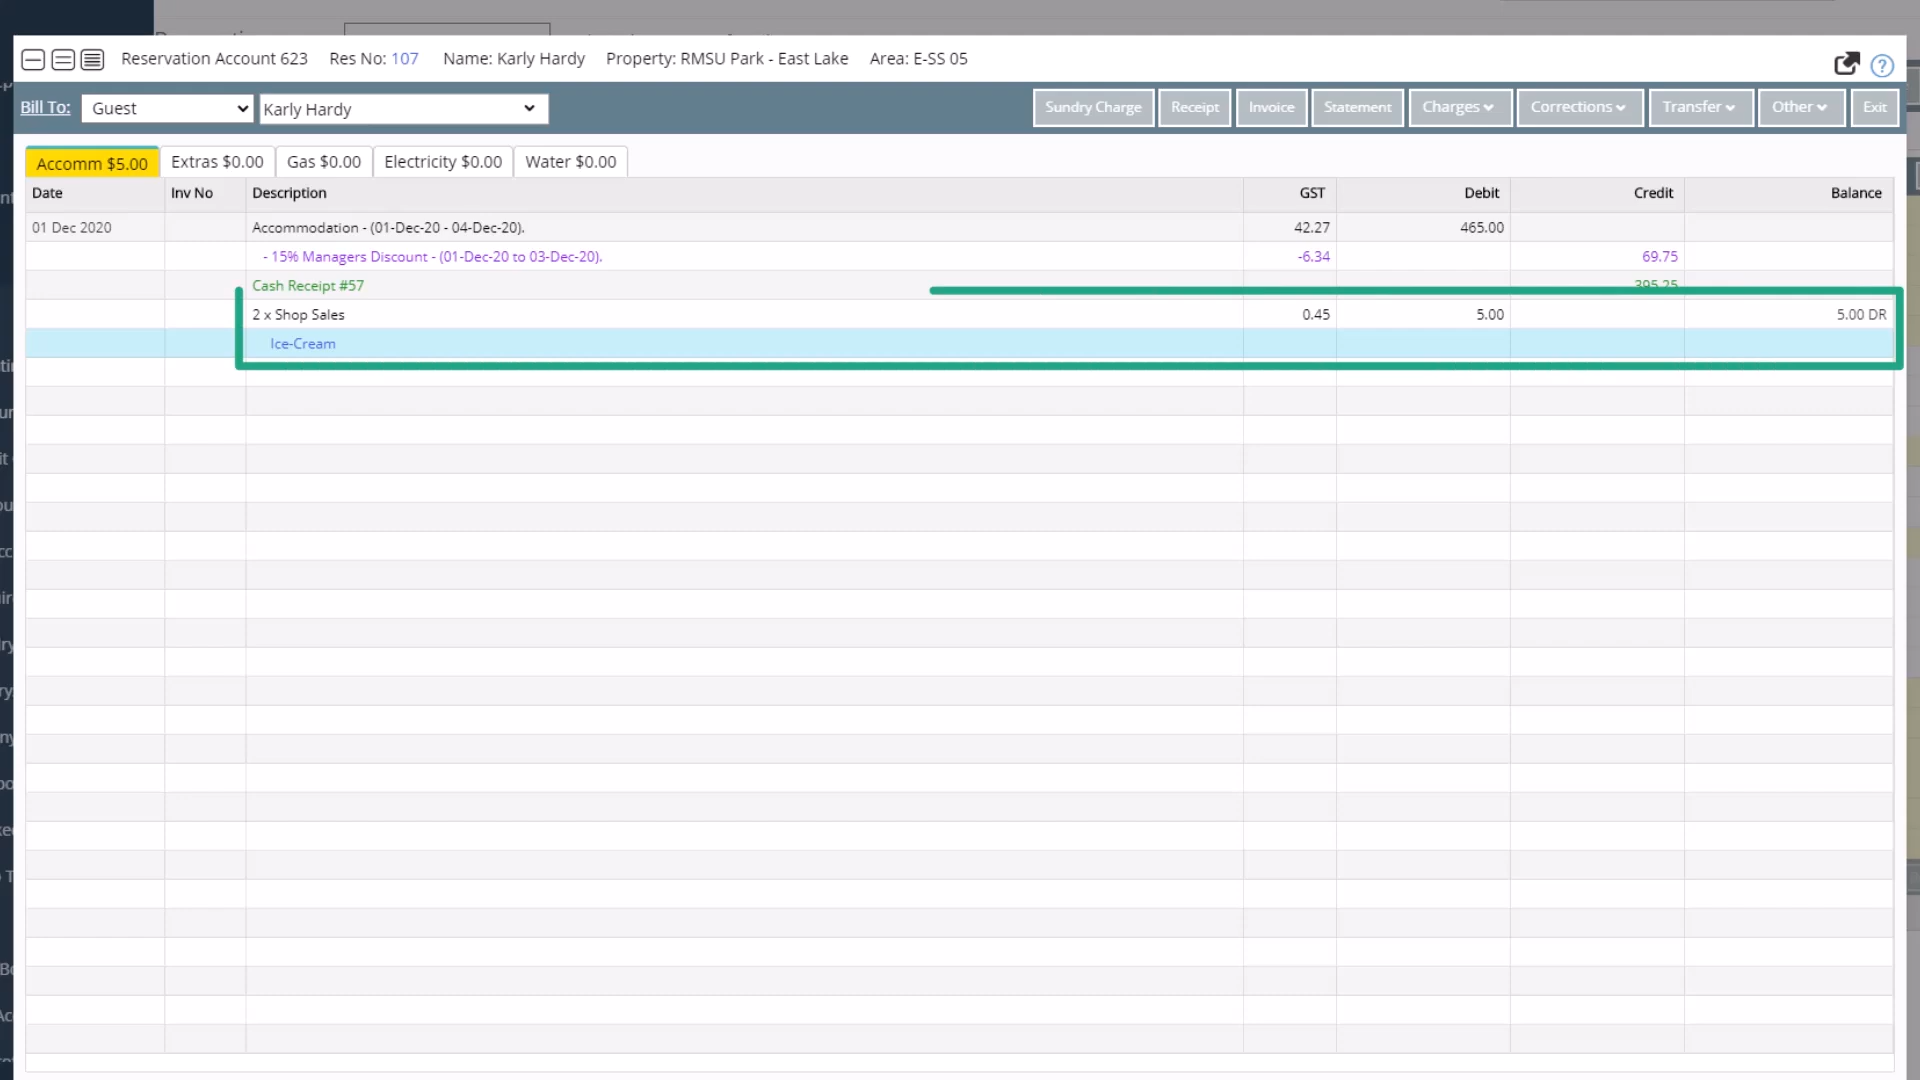 Reservation Account 623 Res No: 107 Name: Karly Hardy Property: RMSU Park - East Lake Area: E-SS 05
Bill To: Guest Karly Hardy Sundry Charge Receipt Invoice Statement Charges Corrections Transfer Other Exit
Accomm $5.00 Extras $0.00 Gas $0.00 Electricity $0.00 Water $0.00
Date Inv No Description GST Debit Credit Balance
01 Dec 2020 Accommodation - (01-Dec-20 - 04-Dec-20). 42.27 465.00
- 15% Managers Discount - (01-Dec-20 to 03-Dec-20). -6.34 69.75
Cash Receipt #57 395.25
2 x Shop Sales 0.45 5.00 5.00 DR
Ice-Cream